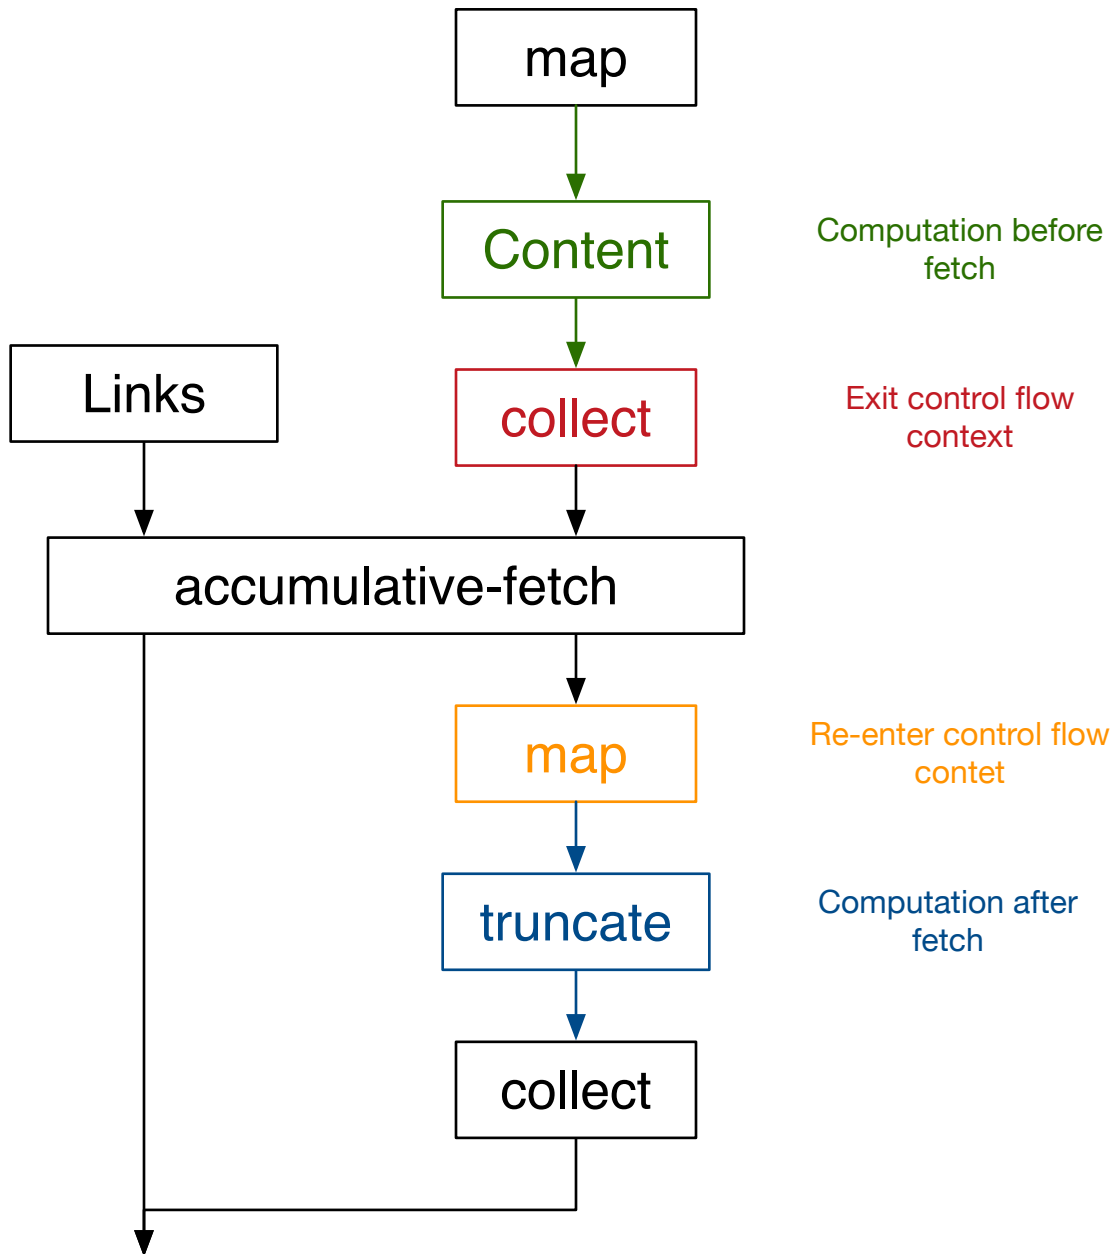 map
Content
Computation before
fetch
Links
collect
Exit control flow
context
accumulative-fetch
map
Re-enter control flow
contet
truncate
Computation after
fetch
collect